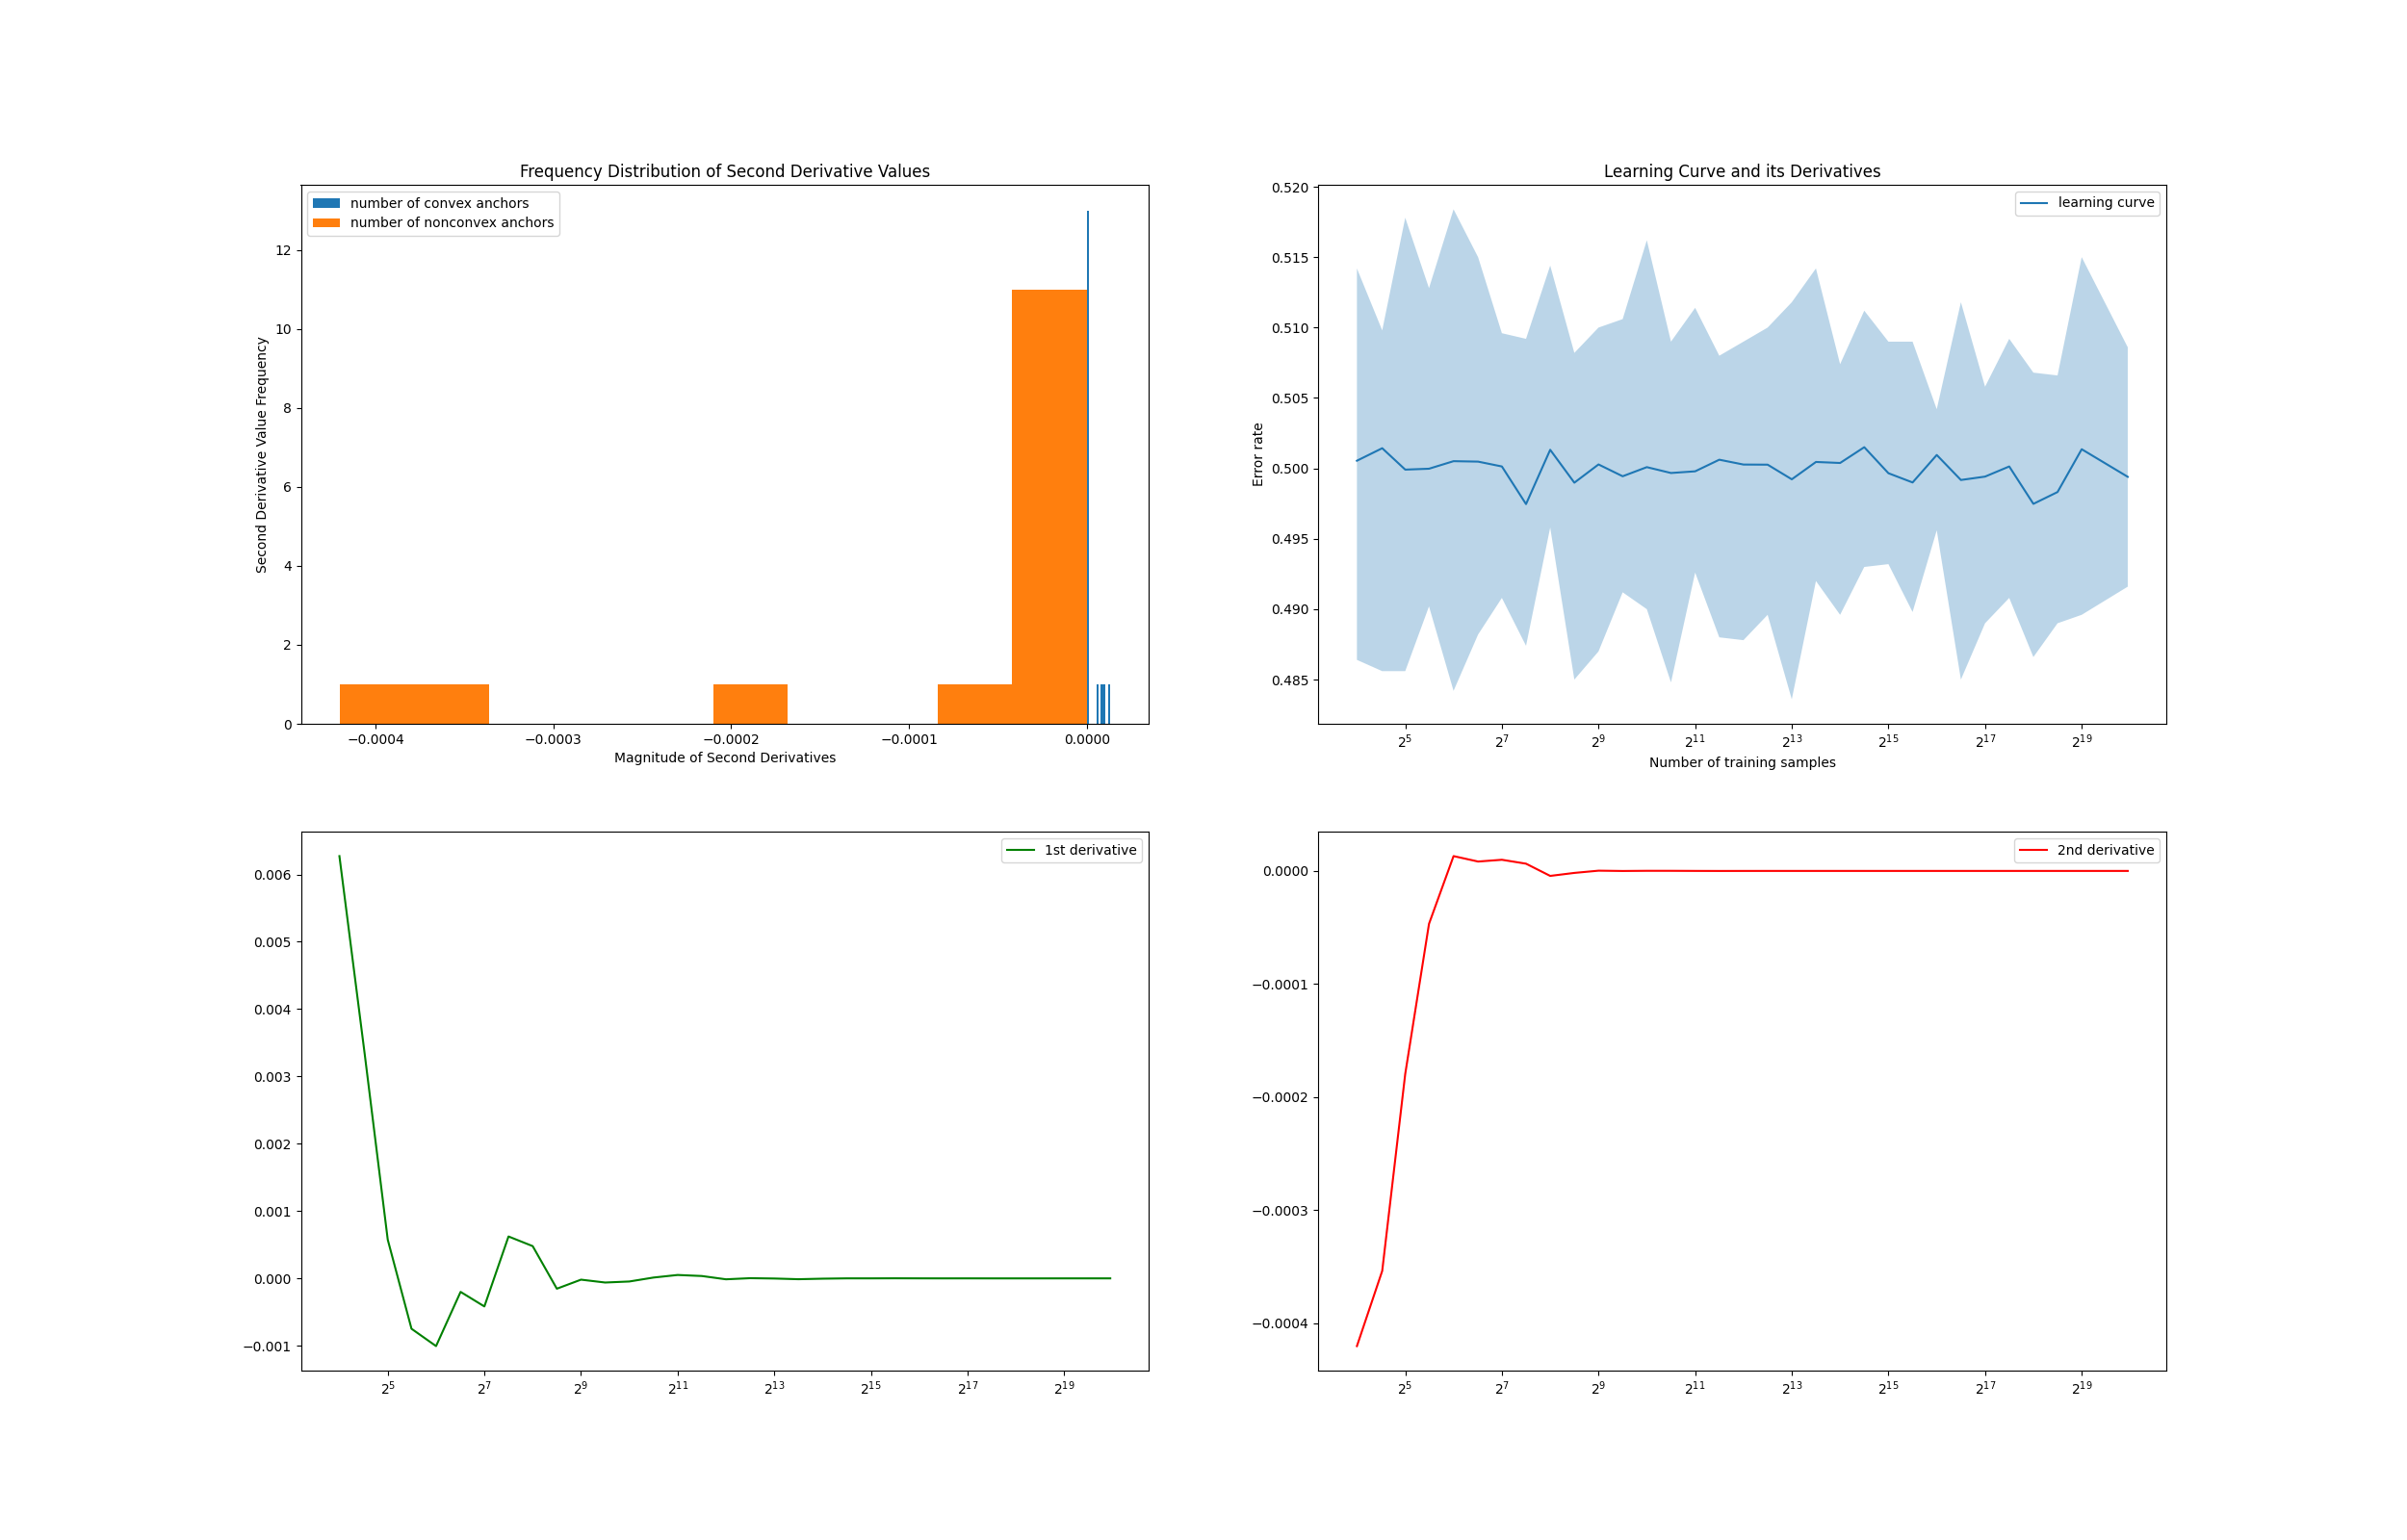 Frequency Distribution of Second Derivative Values
number of convex anchors
number of nonconvex anchors
Second Derivative Value Frequency
12
10
8
6
4
2
0
−0.0004 −0.0003 −0.0002 −0.0001 0.0000
Magnitude of Second Derivatives
Learning Curve and its Derivatives
learning curve
Error rate
0.520
0.515
0.510
0.505
0.500
0.495
0.490
0.485
2^5 2^7 2^9 2^11 2^13 2^15 2^17 2^19
Number of training samples
1st derivative
0.006
0.005
0.004
0.003
0.002
0.001
0.000
−0.001
2^5 2^7 2^9 2^11 2^13 2^15 2^17 2^19
2nd derivative
0.0000
−0.0001
−0.0002
−0.0003
−0.0004
2^5 2^7 2^9 2^11 2^13 2^15 2^17 2^19